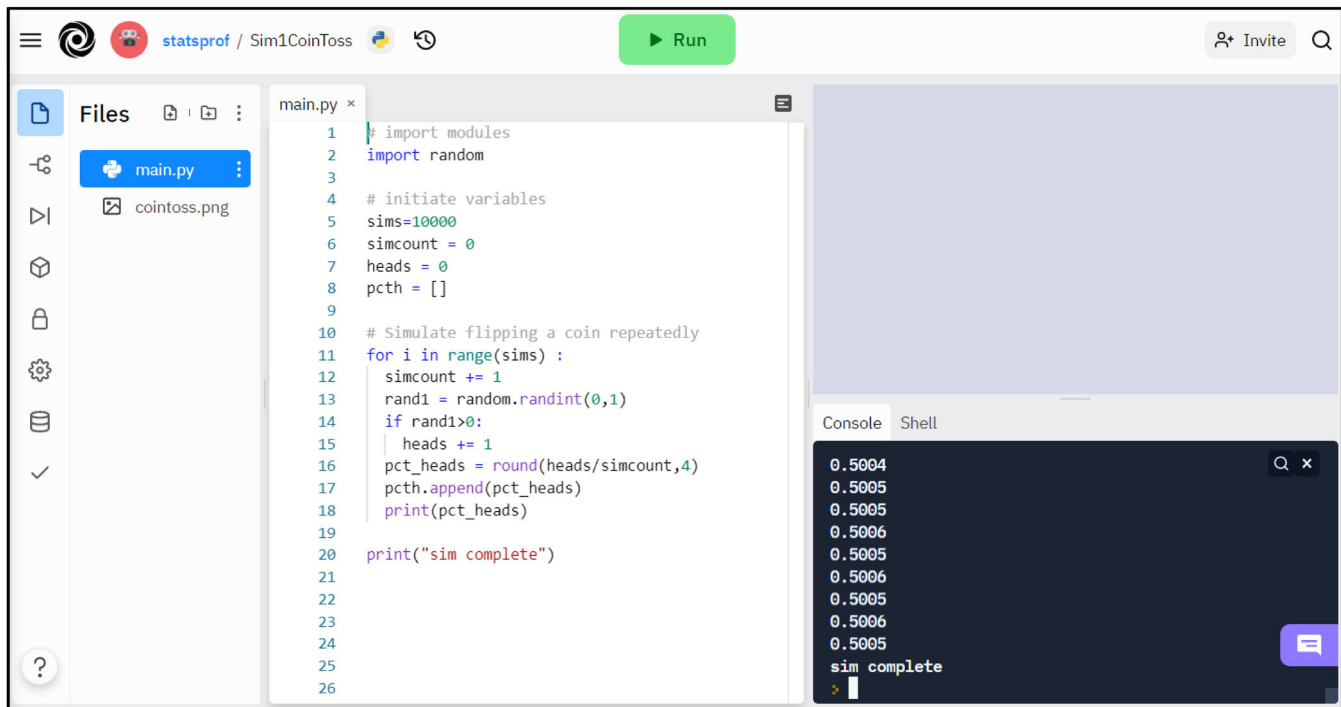 statsprof / Sim1CoinToss
Run
Invite
Files
main.py
cointoss.png
main.py ×
1 # import modules
2 import random
3
4 # initiate variables
5 sims=10000
6 simcount = 0
7 heads = 0
8 pcth = []
9
10 # Simulate flipping a coin repeatedly
11 for i in range(sims) :
12 simcount += 1
13 rand1 = random.randint(0,1)
14 if rand1>0:
15 heads += 1
16 pct_heads = round(heads/simcount,4)
17 pcth.append(pct_heads)
18 print(pct_heads)
19
20 print("sim complete")
21
22
23
24
25
26
Console Shell
0.5004
0.5005
0.5005
0.5006
0.5005
0.5006
0.5005
0.5006
0.5005
sim complete
>
?